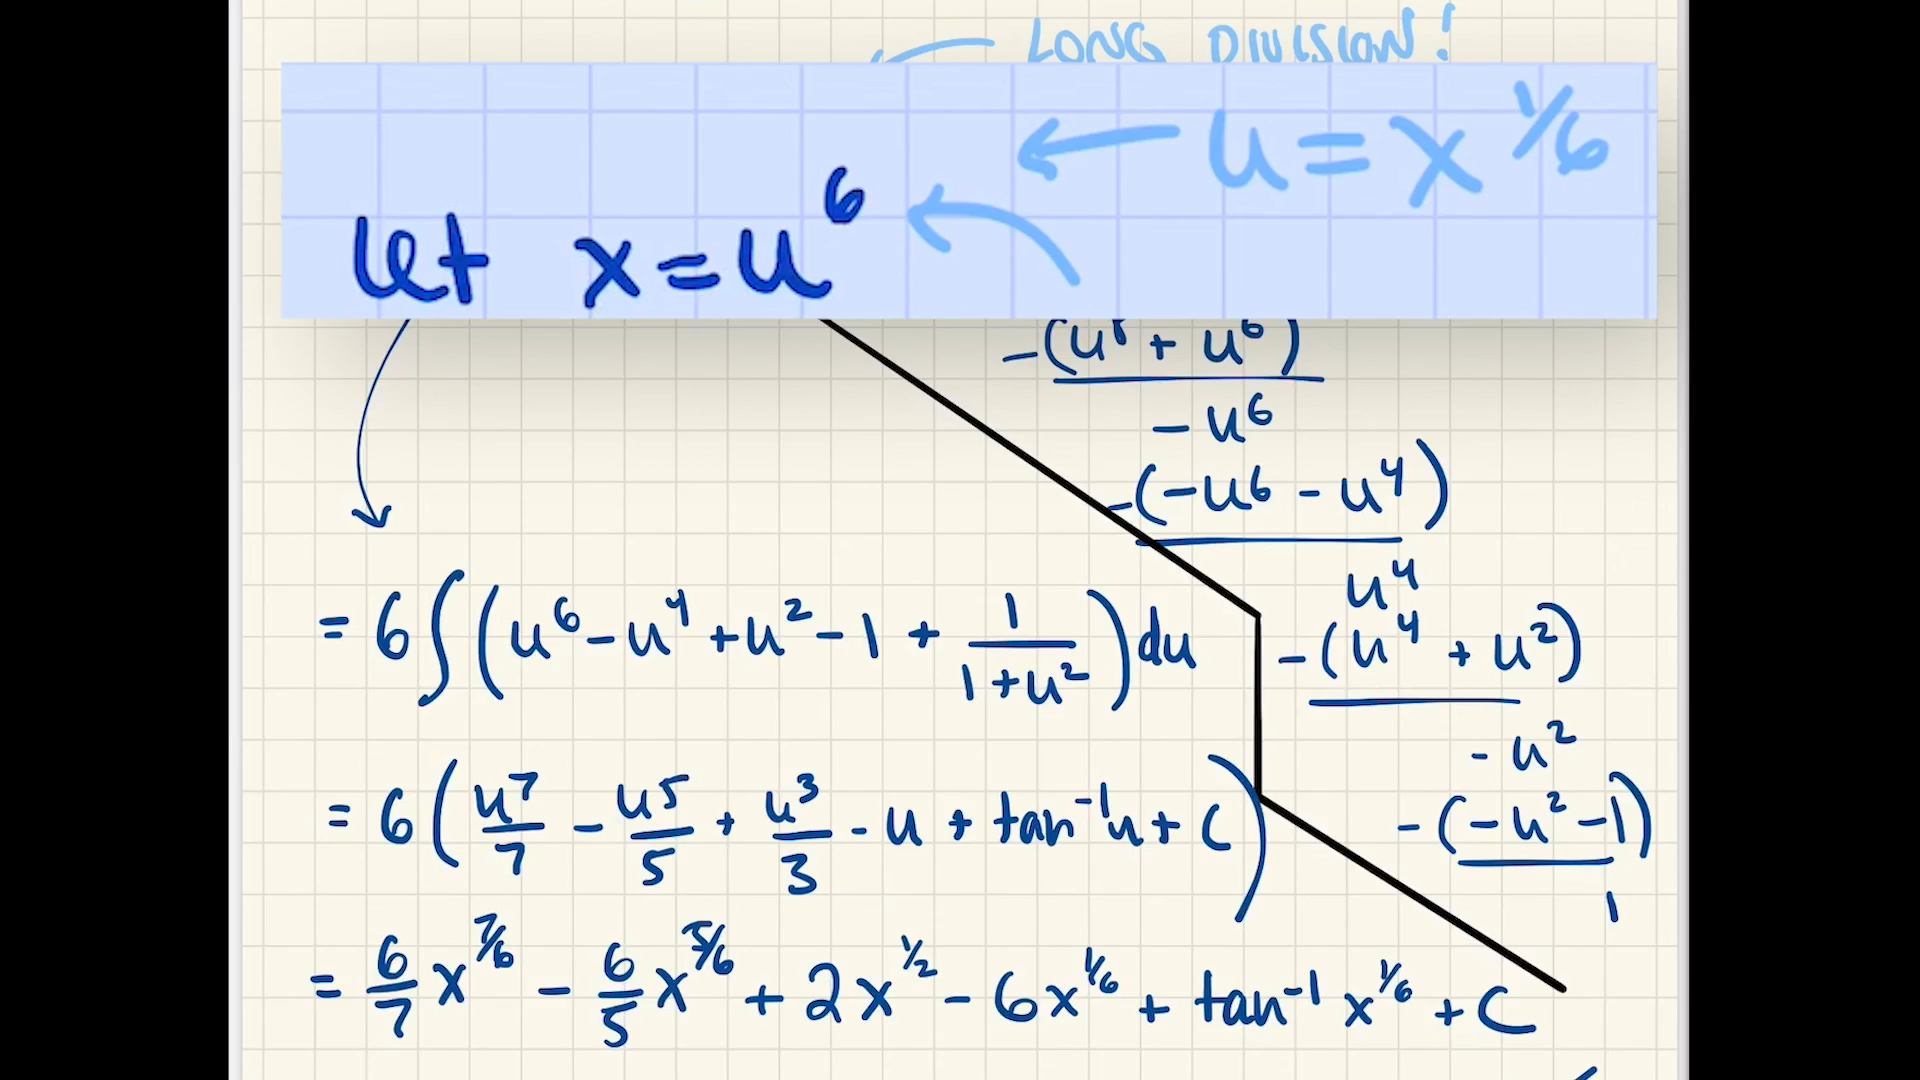 LONG DIVISION!
← u = x^1/6
let x = u^6
-(u^8 + u^6)
- u^6
-(-u^6 - u^4)
u^4
= 6∫(u^6 - u^4 + u^2 - 1 + 1/(1+u^2)) du
-(u^4 + u^2)
- u^2
= 6(u^7/7 - u^5/5 + u^3/3 - u + tan^-1 u + C)
-(-u^2 - 1)
1
= 6/7 x^7/6 - 6/5 x^5/6 + 2x^1/2 - 6x^1/6 + tan^-1 x^1/6 + C